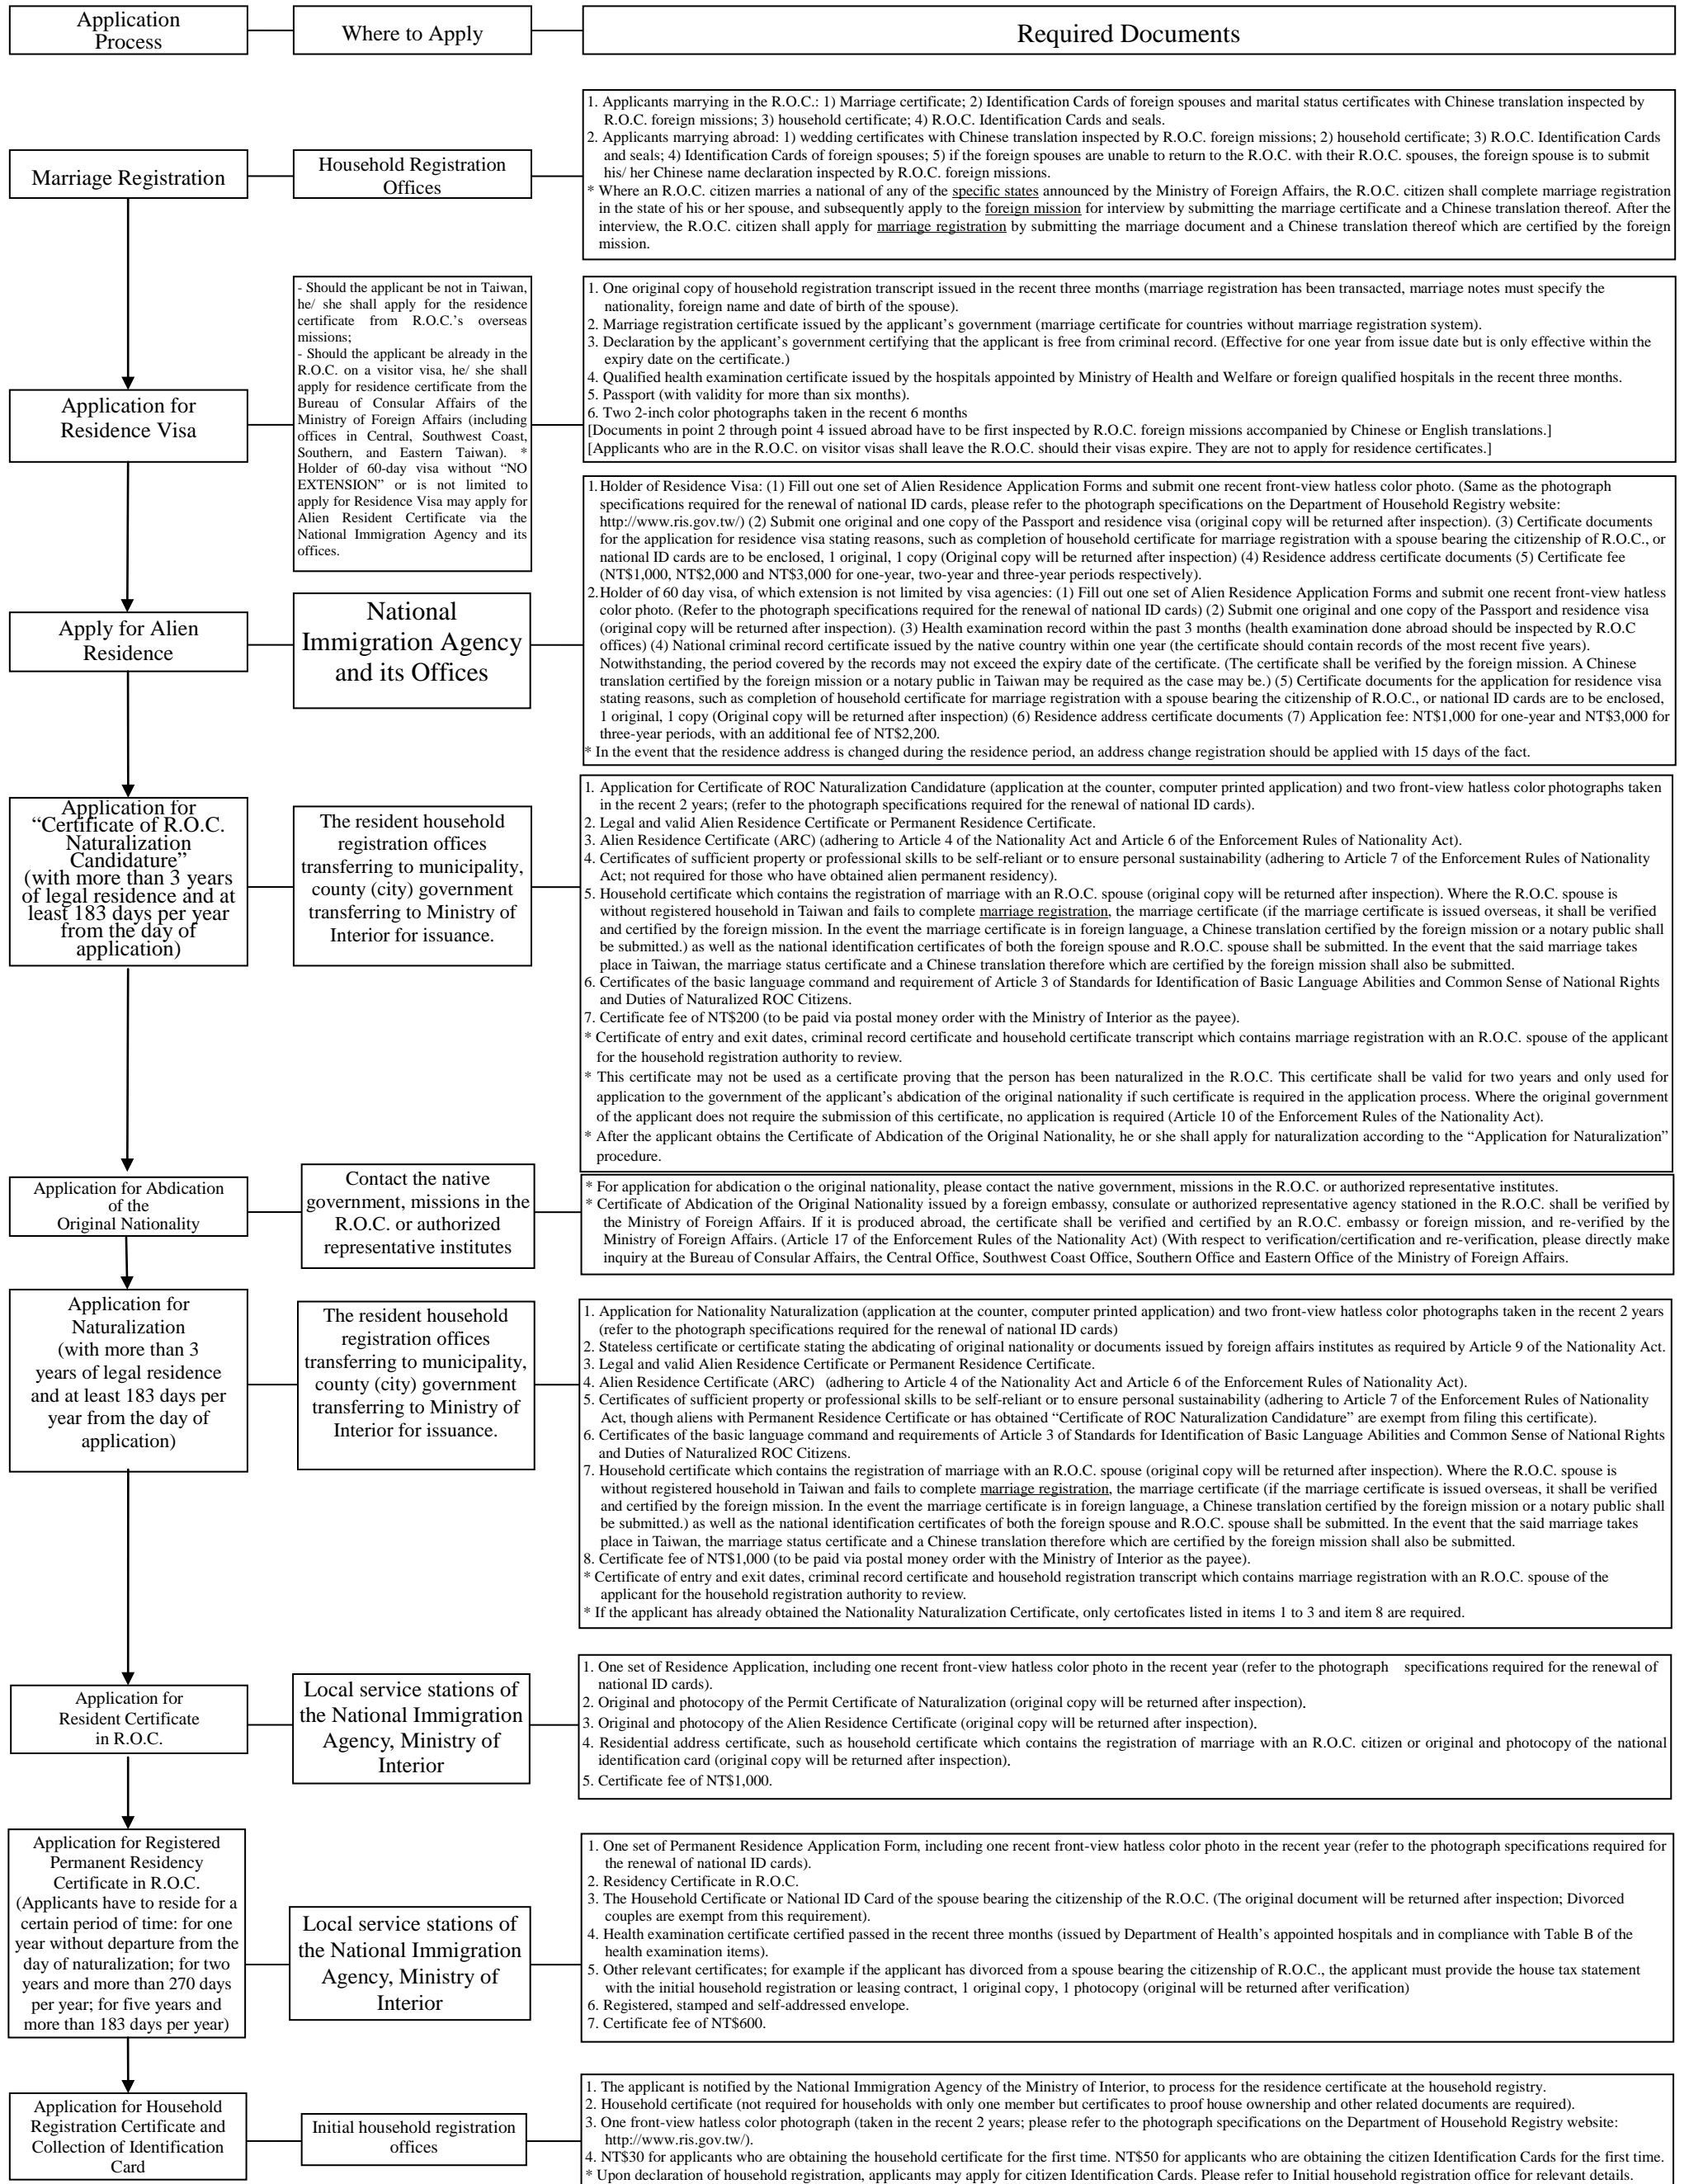 Application
Process
Where to Apply
Required Documents
Marriage Registration
Household Registration
Offices
1. Applicants marrying in the R.O.C.: 1) Marriage certificate; 2) Identification Cards of foreign spouses and marital status certificates with Chinese translation inspected by
R.O.C. foreign missions; 3) household certificate; 4) R.O.C. Identification Cards and seals.
2. Applicants marrying abroad: 1) wedding certificates with Chinese translation inspected by R.O.C. foreign missions; 2) household certificate; 3) R.O.C. Identification Cards
and seals; 4) Identification Cards of foreign spouses; 5) if the foreign spouses are unable to return to the R.O.C. with their R.O.C. spouses, the foreign spouse is to submit
his/ her Chinese name declaration inspected by R.O.C. foreign missions.
* Where an R.O.C. citizen marries a national of any of the specific states announced by the Ministry of Foreign Affairs, the R.O.C. citizen shall complete marriage registration
in the state of his or her spouse, and subsequently apply to the foreign mission for interview by submitting the marriage certificate and a Chinese translation thereof. After the
interview, the R.O.C. citizen shall apply for marriage registration by submitting the marriage document and a Chinese translation thereof which are certified by the foreign
mission.
Application for
Residence Visa
- Should the applicant be not in Taiwan,
he/ she shall apply for the residence
certificate from R.O.C.'s overseas
missions;
- Should the applicant be already in the
R.O.C. on a visitor visa, he/ she shall
apply for residence certificate from the
Bureau of Consular Affairs of the
Ministry of Foreign Affairs (including
offices in Central, Southwest Coast,
Southern, and Eastern Taiwan). *
Holder of 60-day visa without “NO
EXTENSION” or is not limited to
apply for Residence Visa may apply for
Alien Resident Certificate via the
National Immigration Agency and its
offices.
1. One original copy of household registration transcript issued in the recent three months (marriage registration has been transacted, marriage notes must specify the
nationality, foreign name and date of birth of the spouse).
2. Marriage registration certificate issued by the applicant's government (marriage certificate for countries without marriage registration system).
3. Declaration by the applicant's government certifying that the applicant is free from criminal record. (Effective for one year from issue date but is only effective within the
expiry date on the certificate.)
4. Qualified health examination certificate issued by the hospitals appointed by Ministry of Health and Welfare or foreign qualified hospitals in the recent three months.
5. Passport (with validity for more than six months).
6. Two 2-inch color photographs taken in the recent 6 months
[Documents in point 2 through point 4 issued abroad have to be first inspected by R.O.C. foreign missions accompanied by Chinese or English translations.]
[Applicants who are in the R.O.C. on visitor visas shall leave the R.O.C. should their visas expire. They are not to apply for residence certificates.]
Apply for Alien
Residence
National
Immigration Agency
and its Offices
1. Holder of Residence Visa: (1) Fill out one set of Alien Residence Application Forms and submit one recent front-view hatless color photo. (Same as the photograph
specifications required for the renewal of national ID cards, please refer to the photograph specifications on the Department of Household Registry website:
http://www.ris.gov.tw/) (2) Submit one original and one copy of the Passport and residence visa (original copy will be returned after inspection). (3) Certificate documents
for the application for residence visa stating reasons, such as completion of household certificate for marriage registration with a spouse bearing the citizenship of R.O.C., or
national ID cards are to be enclosed, 1 original, 1 copy (Original copy will be returned after inspection) (4) Residence address certificate documents (5) Certificate fee
(NT$1,000, NT$2,000 and NT$3,000 for one-year, two-year and three-year periods respectively).
2. Holder of 60 day visa, of which extension is not limited by visa agencies: (1) Fill out one set of Alien Residence Application Forms and submit one recent front-view hatless
color photo. (Refer to the photograph specifications required for the renewal of national ID cards) (2) Submit one original and one copy of the Passport and residence visa
(original copy will be returned after inspection). (3) Health examination record within the past 3 months (health examination done abroad should be inspected by R.O.C
offices) (4) National criminal record certificate issued by the native country within one year (the certificate should contain records of the most recent five years).
Notwithstanding, the period covered by the records may not exceed the expiry date of the certificate. (The certificate shall be verified by the foreign mission. A Chinese
translation certified by the foreign mission or a notary public in Taiwan may be required as the case may be.) (5) Certificate documents for the application for residence visa
stating reasons, such as completion of household certificate for marriage registration with a spouse bearing the citizenship of R.O.C., or national ID cards are to be enclosed,
1 original, 1 copy (Original copy will be returned after inspection) (6) Residence address certificate documents (7) Application fee: NT$1,000 for one-year and NT$3,000 for
three-year periods, with an additional fee of NT$2,200.
* In the event that the residence address is changed during the residence period, an address change registration should be applied with 15 days of the fact.
Application for
“Certificate of R.O.C.
Naturalization
Candidature”
(with more than 3 years
of legal residence and at
least 183 days per year
from the day of
application)
The resident household
registration offices
transferring to municipality,
county (city) government
transferring to Ministry of
Interior for issuance.
1. Application for Certificate of ROC Naturalization Candidature (application at the counter, computer printed application) and two front-view hatless color photographs taken
in the recent 2 years; (refer to the photograph specifications required for the renewal of national ID cards).
2. Legal and valid Alien Residence Certificate or Permanent Residence Certificate.
3. Alien Residence Certificate (ARC) (adhering to Article 4 of the Nationality Act and Article 6 of the Enforcement Rules of Nationality Act).
4. Certificates of sufficient property or professional skills to be self-reliant or to ensure personal sustainability (adhering to Article 7 of the Enforcement Rules of Nationality
Act; not required for those who have obtained alien permanent residency).
5. Household certificate which contains the registration of marriage with an R.O.C. spouse (original copy will be returned after inspection). Where the R.O.C. spouse is
without registered household in Taiwan and fails to complete marriage registration, the marriage certificate (if the marriage certificate is issued overseas, it shall be verified
and certified by the foreign mission. In the event the marriage certificate is in foreign language, a Chinese translation certified by the foreign mission or a notary public shall
be submitted.) as well as the national identification certificates of both the foreign spouse and R.O.C. spouse shall be submitted. In the event that the said marriage takes
place in Taiwan, the marriage status certificate and a Chinese translation therefore which are certified by the foreign mission shall also be submitted.
6. Certificates of the basic language command and requirement of Article 3 of Standards for Identification of Basic Language Abilities and Common Sense of National Rights
and Duties of Naturalized ROC Citizens.
7. Certificate fee of NT$200 (to be paid via postal money order with the Ministry of Interior as the payee).
* Certificate of entry and exit dates, criminal record certificate and household certificate transcript which contains marriage registration with an R.O.C. spouse of the applicant
for the household registration authority to review.
* This certificate may not be used as a certificate proving that the person has been naturalized in the R.O.C. This certificate shall be valid for two years and only used for
application to the government of the applicant's abdication of the original nationality if such certificate is required in the application process. Where the original government
of the applicant does not require the submission of this certificate, no application is required (Article 10 of the Enforcement Rules of the Nationality Act).
* After the applicant obtains the Certificate of Abdication of the Original Nationality, he or she shall apply for naturalization according to the “Application for Naturalization”
procedure.
Application for Abdication
of the
Original Nationality
Contact the native
government, missions in the
R.O.C. or authorized
representative institutes
* For application for abdication o the original nationality, please contact the native government, missions in the R.O.C. or authorized representative institutes.
* Certificate of Abdication of the Original Nationality issued by a foreign embassy, consulate or authorized representative agency stationed in the R.O.C. shall be verified by
the Ministry of Foreign Affairs. If it is produced abroad, the certificate shall be verified and certified by an R.O.C. embassy or foreign mission, and re-verified by the
Ministry of Foreign Affairs. (Article 17 of the Enforcement Rules of the Nationality Act) (With respect to verification/certification and re-verification, please directly make
inquiry at the Bureau of Consular Affairs, the Central Office, Southwest Coast Office, Southern Office and Eastern Office of the Ministry of Foreign Affairs.
Application for
Naturalization
(with more than 3
years of legal residence
and at least 183 days per
year from the day of
application)
The resident household
registration offices
transferring to municipality,
county (city) government
transferring to Ministry of
Interior for issuance.
1. Application for Nationality Naturalization (application at the counter, computer printed application) and two front-view hatless color photographs taken in the recent 2 years
(refer to the photograph specifications required for the renewal of national ID cards)
2. Stateless certificate or certificate stating the abdicating of original nationality or documents issued by foreign affairs institutes as required by Article 9 of the Nationality Act.
3. Legal and valid Alien Residence Certificate or Permanent Residence Certificate.
4. Alien Residence Certificate (ARC) (adhering to Article 4 of the Nationality Act and Article 6 of the Enforcement Rules of Nationality Act).
5. Certificates of sufficient property or professional skills to be self-reliant or to ensure personal sustainability (adhering to Article 7 of the Enforcement Rules of Nationality
Act, though aliens with Permanent Residence Certificate or has obtained “Certificate of ROC Naturalization Candidature” are exempt from filing this certificate).
6. Certificates of the basic language command and requirements of Article 3 of Standards for Identification of Basic Language Abilities and Common Sense of National Rights
and Duties of Naturalized ROC Citizens.
7. Household certificate which contains the registration of marriage with an R.O.C. spouse (original copy will be returned after inspection). Where the R.O.C. spouse is
without registered household in Taiwan and fails to complete marriage registration, the marriage certificate (if the marriage certificate is issued overseas, it shall be verified
and certified by the foreign mission. In the event the marriage certificate is in foreign language, a Chinese translation certified by the foreign mission or a notary public shall
be submitted.) as well as the national identification certificates of both the foreign spouse and R.O.C. spouse shall be submitted. In the event that the said marriage takes
place in Taiwan, the marriage status certificate and a Chinese translation therefore which are certified by the foreign mission shall also be submitted.
8. Certificate fee of NT$1,000 (to be paid via postal money order with the Ministry of Interior as the payee).
* Certificate of entry and exit dates, criminal record certificate and household registration transcript which contains marriage registration with an R.O.C. spouse of the
applicant for the household registration authority to review.
* If the applicant has already obtained the Nationality Naturalization Certificate, only certoficates listed in items 1 to 3 and item 8 are required.
Application for
Resident Certificate
in R.O.C.
Local service stations of
the National Immigration
Agency, Ministry of
Interior
1. One set of Residence Application, including one recent front-view hatless color photo in the recent year (refer to the photograph specifications required for the renewal of
national ID cards).
2. Original and photocopy of the Permit Certificate of Naturalization (original copy will be returned after inspection).
3. Original and photocopy of the Alien Residence Certificate (original copy will be returned after inspection).
4. Residential address certificate, such as household certificate which contains the registration of marriage with an R.O.C. citizen or original and photocopy of the national
identification card (original copy will be returned after inspection).
5. Certificate fee of NT$1,000.
Application for Registered
Permanent Residency
Certificate in R.O.C.
(Applicants have to reside for a
certain period of time: for one
year without departure from the
day of naturalization; for two
years and more than 270 days
per year; for five years and
more than 183 days per year)
Local service stations of
the National Immigration
Agency, Ministry of
Interior
1. One set of Permanent Residence Application Form, including one recent front-view hatless color photo in the recent year (refer to the photograph specifications required for
the renewal of national ID cards).
2. Residency Certificate in R.O.C.
3. The Household Certificate or National ID Card of the spouse bearing the citizenship of the R.O.C. (The original document will be returned after inspection; Divorced
couples are exempt from this requirement).
4. Health examination certificate certified passed in the recent three months (issued by Department of Health's appointed hospitals and in compliance with Table B of the
health examination items).
5. Other relevant certificates; for example if the applicant has divorced from a spouse bearing the citizenship of R.O.C., the applicant must provide the house tax statement
with the initial household registration or leasing contract, 1 original copy, 1 photocopy (original will be returned after verification)
6. Registered, stamped and self-addressed envelope.
7. Certificate fee of NT$600.
Application for Household
Registration Certificate and
Collection of Identification
Card
Initial household registration
offices
1. The applicant is notified by the National Immigration Agency of the Ministry of Interior, to process for the residence certificate at the household registry.
2. Household certificate (not required for households with only one member but certificates to proof house ownership and other related documents are required).
3. One front-view hatless color photograph (taken in the recent 2 years; please refer to the photograph specifications on the Department of Household Registry website:
http://www.ris.gov.tw/).
4. NT$30 for applicants who are obtaining the household certificate for the first time. NT$50 for applicants who are obtaining the citizen Identification Cards for the first time.
* Upon declaration of household registration, applicants may apply for citizen Identification Cards. Please refer to Initial household registration office for relevant details.